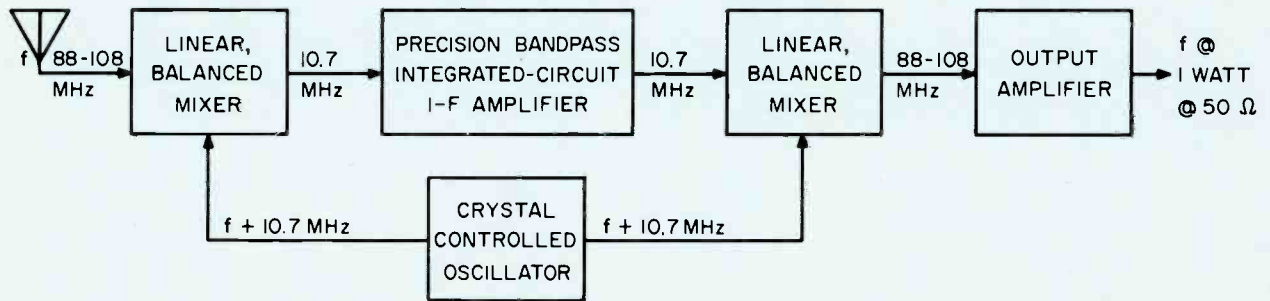 f
88-108
MHz
LINEAR,
BALANCED
MIXER
10.7
MHz
PRECISION BANDPASS
INTEGRATED-CIRCUIT
I-F AMPLIFIER
10.7
MHz
LINEAR,
BALANCED
MIXER
88-108
MHz
OUTPUT
AMPLIFIER
f @
1 WATT
@ 50 Ω
f + 10.7 MHz
CRYSTAL
CONTROLLED
OSCILLATOR
f + 10.7 MHz